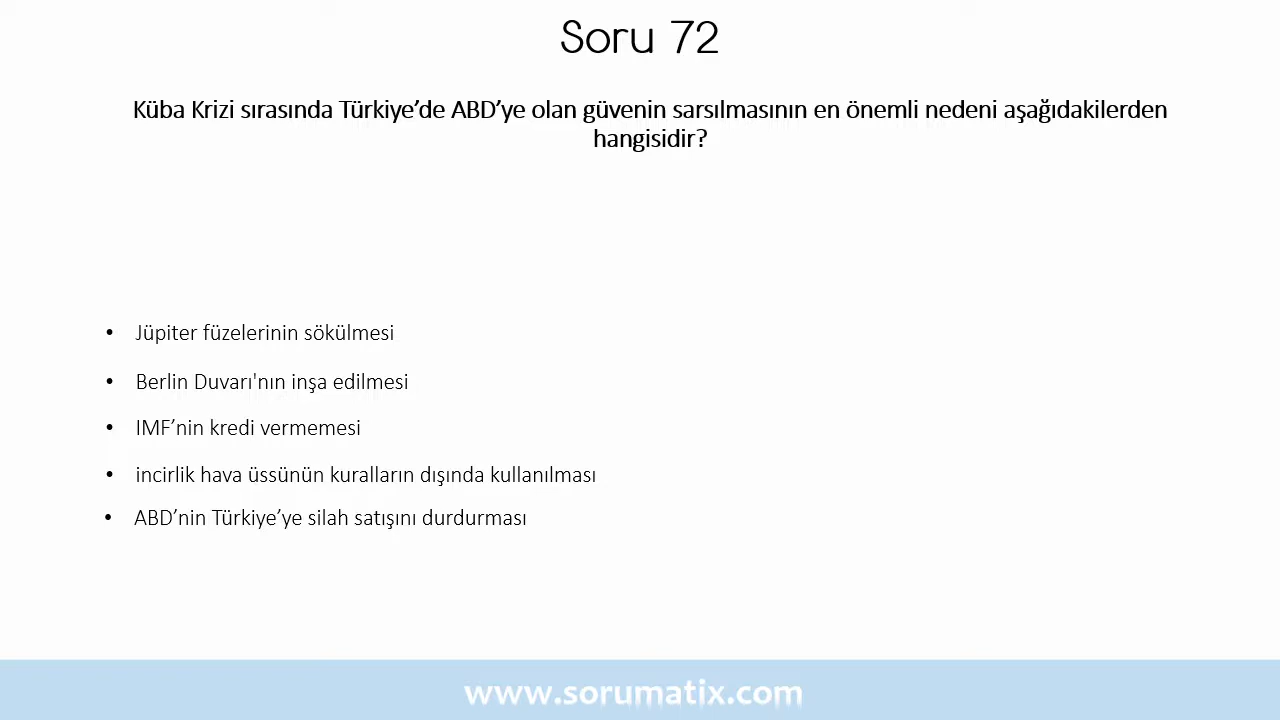 Soru 72
Küba Krizi sırasında Türkiye’de ABD’ye olan güvenin sarsılmasının en önemli nedeni aşağıdakilerden
hangisidir?
• Jüpiter füzelerinin sökülmesi
• Berlin Duvarı'nın inşa edilmesi
• IMF’nin kredi vermemesi
• incirlik hava üssünün kuralların dışında kullanılması
• ABD’nin Türkiye’ye silah satışını durdurması
www.sorumatix.com